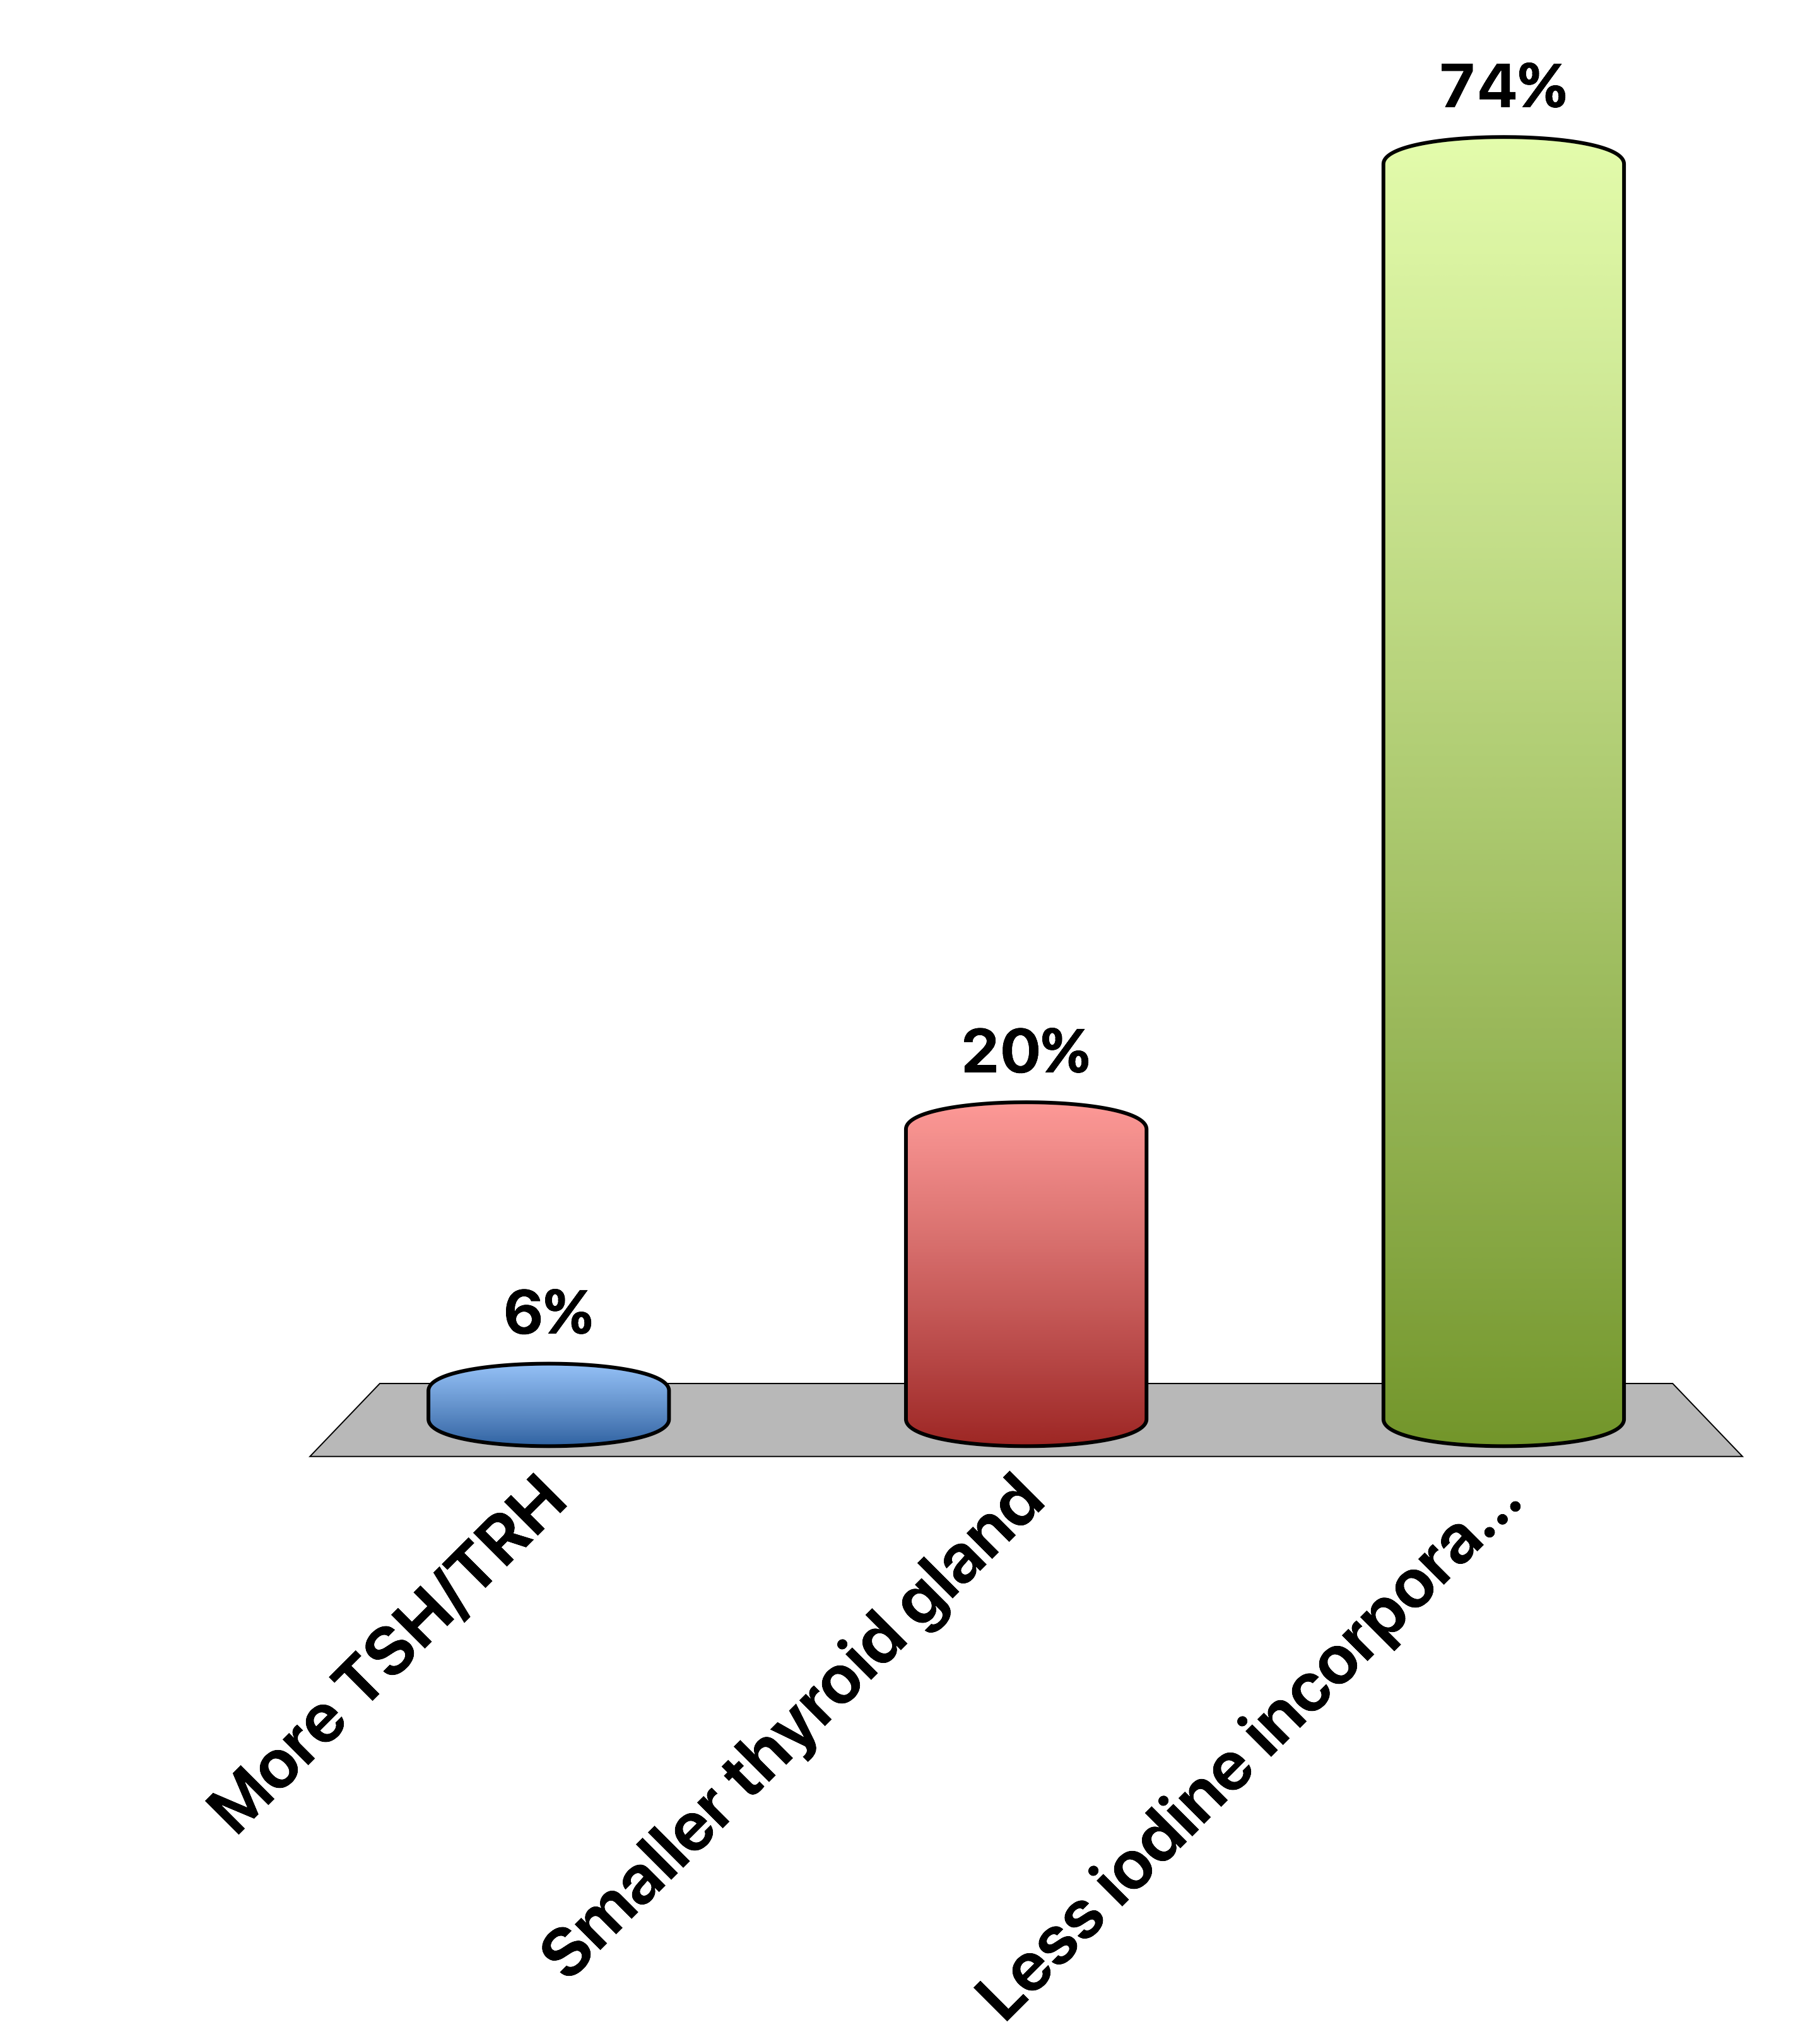 74%
20%
6%
More TSH/TRH
Smaller thyroid gland
Less iodine incorpora...